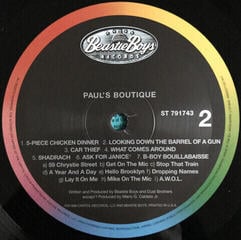 Beastie Boys
PAUL'S BOUTIQUE
ST 791743
2
1. 5-PIECE CHICKEN DINNER 2. LOOKING DOWN THE BARREL OF A GUN
3. CAR THIEF 4. WHAT COMES AROUND
5. SHADRACH 6. ASK FOR JANICE 7. B-BOY BOUILLABAISSE
a) 59 Chrystie Street b) Get On The Mic c) Stop That Train
d) A Year And A Day e) Hello Brooklyn f) Dropping Names
g) Lay It On Me h) Mike On The Mic i) A.W.O.L.
Written and Produced by Beastie Boys and Dust Brothers
except Produced by Mario G. Caldato Jr.